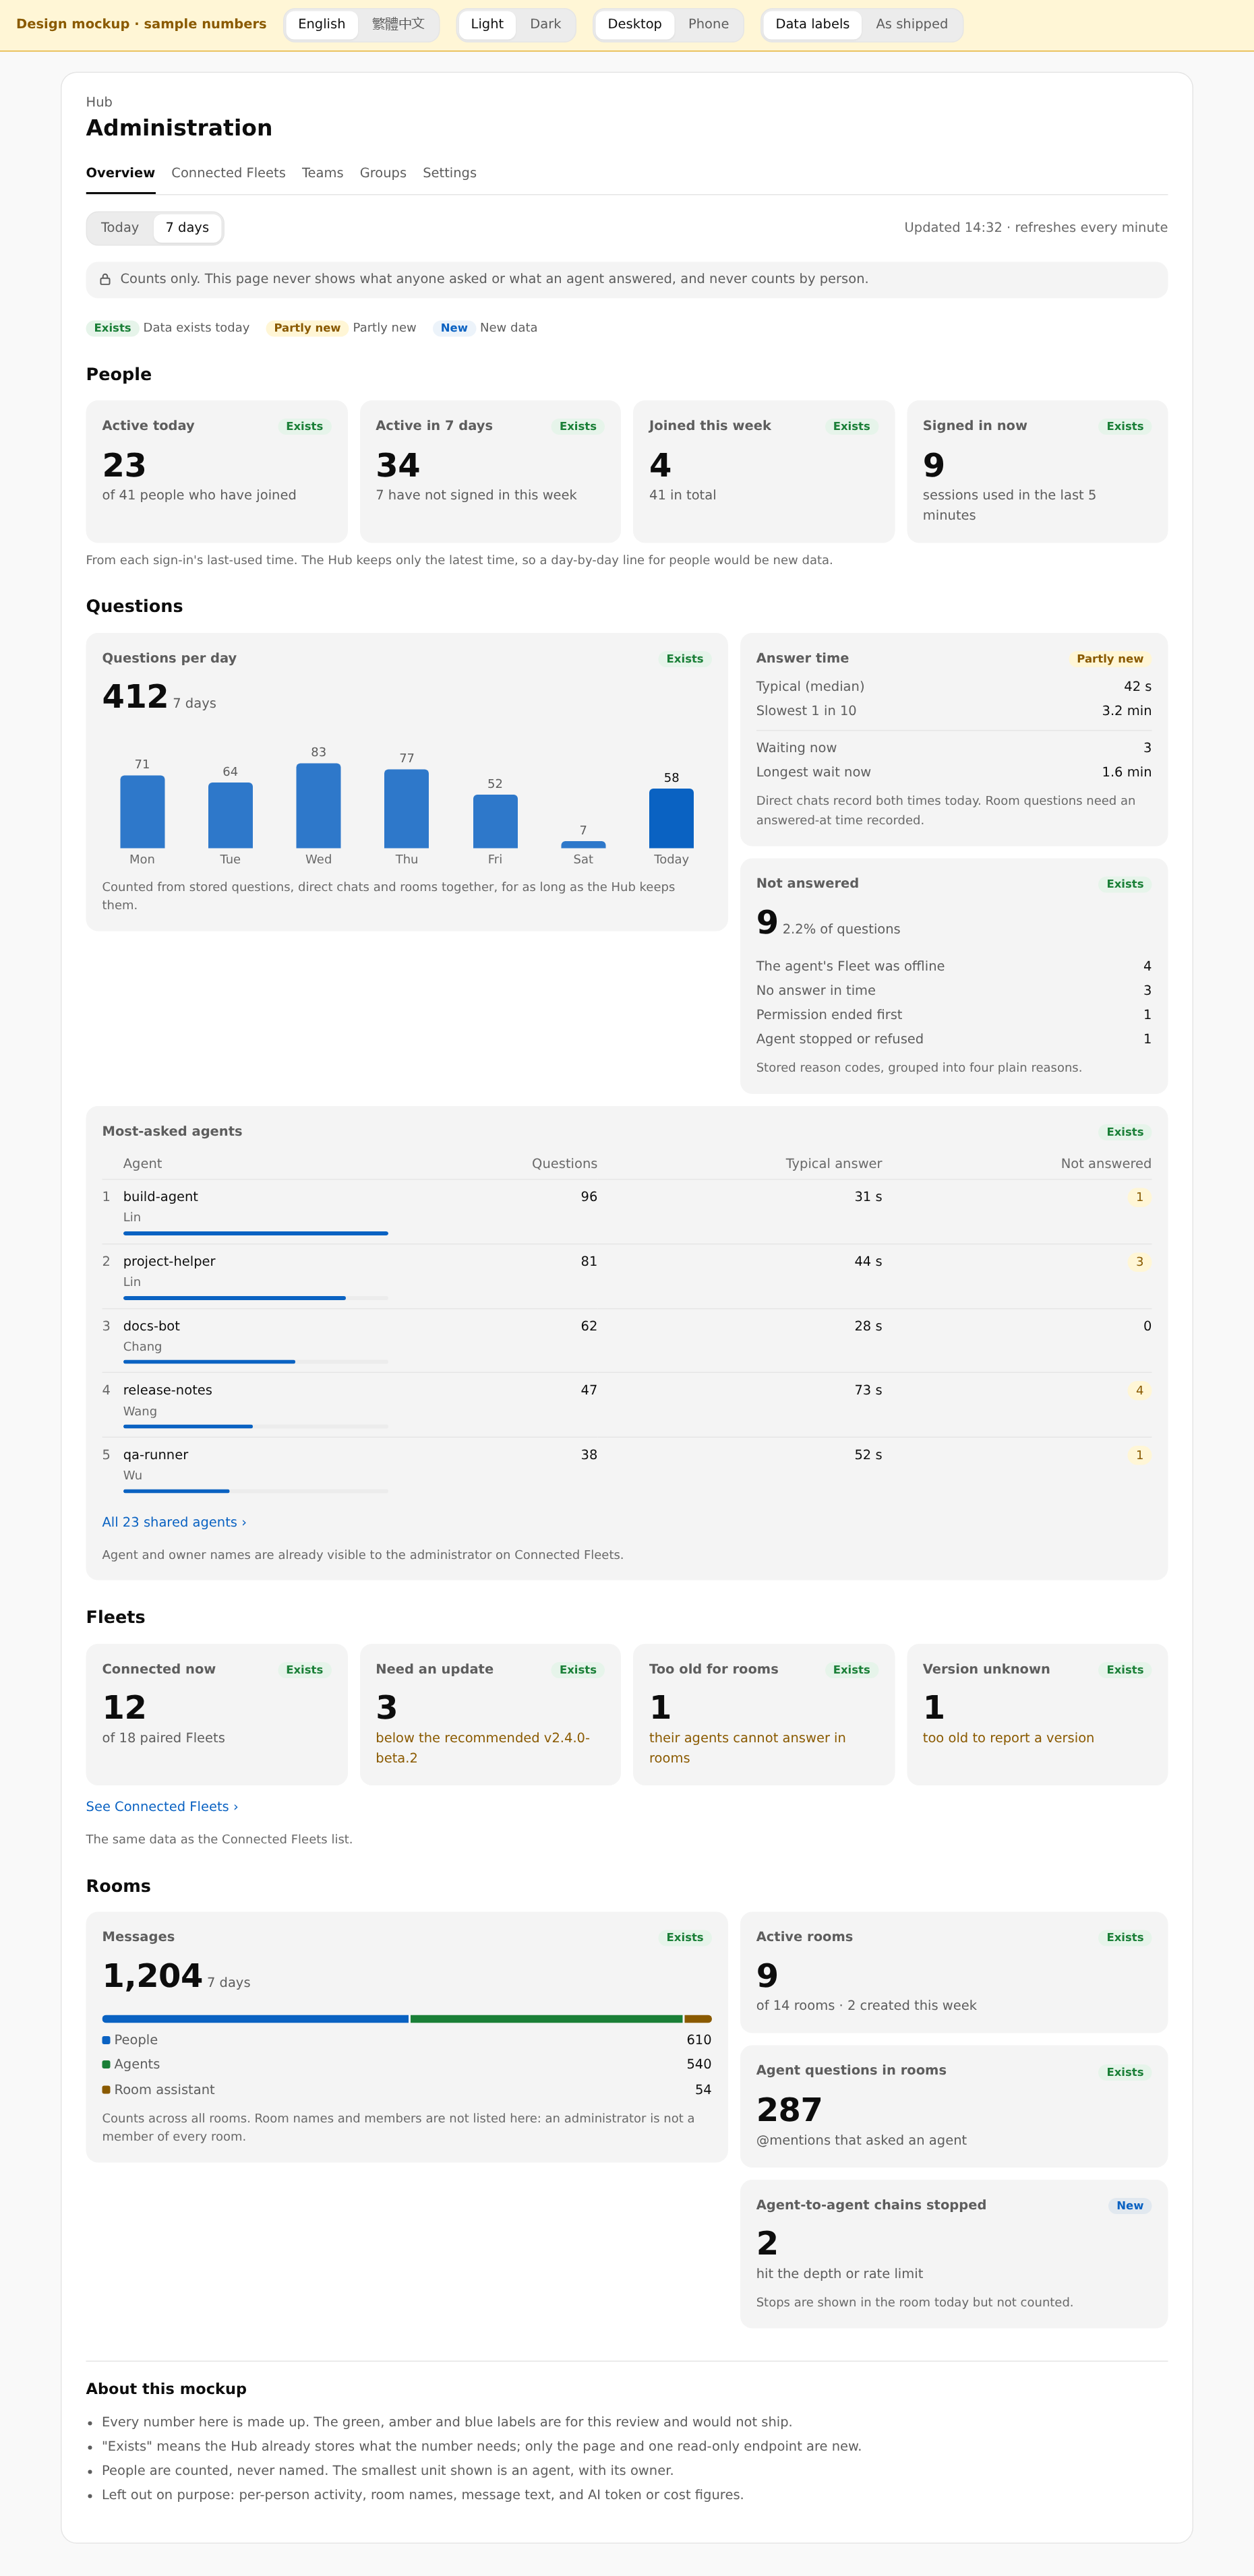 Design mockup · sample numbers
English 繁體中文
Light Dark
Desktop Phone
Data labels As shipped
Hub
Administration
Overview Connected Fleets Teams Groups Settings
Today 7 days
Updated 14:32 · refreshes every minute
Counts only. This page never shows what anyone asked or what an agent answered, and never counts by person.
Exists Data exists today Partly new Partly new New New data
People
Active today Exists
23
of 41 people who have joined
Active in 7 days Exists
34
7 have not signed in this week
Joined this week Exists
4
41 in total
Signed in now Exists
9
sessions used in the last 5
minutes
From each sign-in's last-used time. The Hub keeps only the latest time, so a day-by-day line for people would be new data.
Questions
Questions per day Exists
412 7 days
71 64 83 77 52 7 58
Mon Tue Wed Thu Fri Sat Today
Counted from stored questions, direct chats and rooms together, for as long as the Hub keeps
them.
Answer time Partly new
Typical (median) 42 s
Slowest 1 in 10 3.2 min
Waiting now 3
Longest wait now 1.6 min
Direct chats record both times today. Room questions need an
answered-at time recorded.
Not answered Exists
9 2.2% of questions
The agent's Fleet was offline 4
No answer in time 3
Permission ended first 1
Agent stopped or refused 1
Stored reason codes, grouped into four plain reasons.
Most-asked agents Exists
Agent Questions Typical answer Not answered
1 build-agent 96 31 s 1
Lin
2 project-helper 81 44 s 3
Lin
3 docs-bot 62 28 s 0
Chang
4 release-notes 47 73 s 4
Wang
5 qa-runner 38 52 s 1
Wu
All 23 shared agents ›
Agent and owner names are already visible to the administrator on Connected Fleets.
Fleets
Connected now Exists
12
of 18 paired Fleets
Need an update Exists
3
below the recommended v2.4.0-
beta.2
Too old for rooms Exists
1
their agents cannot answer in
rooms
Version unknown Exists
1
too old to report a version
See Connected Fleets ›
The same data as the Connected Fleets list.
Rooms
Messages Exists
1,204 7 days
People 610
Agents 540
Room assistant 54
Counts across all rooms. Room names and members are not listed here: an administrator is not a
member of every room.
Active rooms Exists
9
of 14 rooms · 2 created this week
Agent questions in rooms Exists
287
@mentions that asked an agent
Agent-to-agent chains stopped New
2
hit the depth or rate limit
Stops are shown in the room today but not counted.
About this mockup
• Every number here is made up. The green, amber and blue labels are for this review and would not ship.
• "Exists" means the Hub already stores what the number needs; only the page and one read-only endpoint are new.
• People are counted, never named. The smallest unit shown is an agent, with its owner.
• Left out on purpose: per-person activity, room names, message text, and AI token or cost figures.